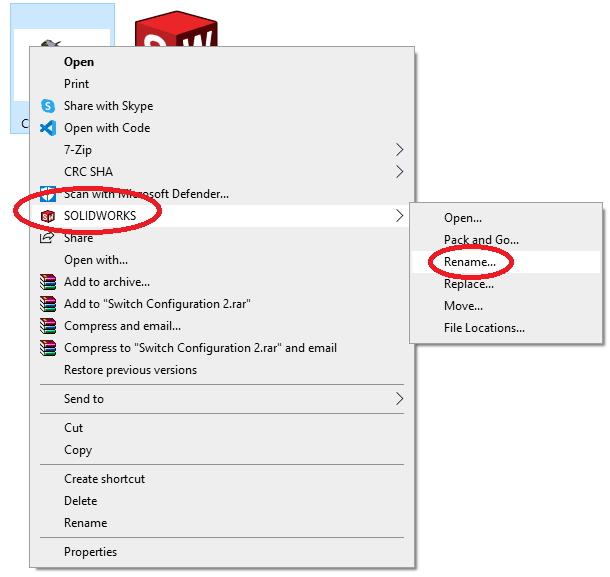 C
Open
Print
Share with Skype
Open with Code
7-Zip
CRC SHA
Scan with Microsoft Defender...
SOLIDWORKS
Share
Open with...
Add to archive...
Add to "Switch Configuration 2.rar"
Compress and email...
Compress to "Switch Configuration 2.rar" and email
Restore previous versions
Send to
Cut
Copy
Create shortcut
Delete
Rename
Properties
Open...
Pack and Go...
Rename...
Replace...
Move...
File Locations...